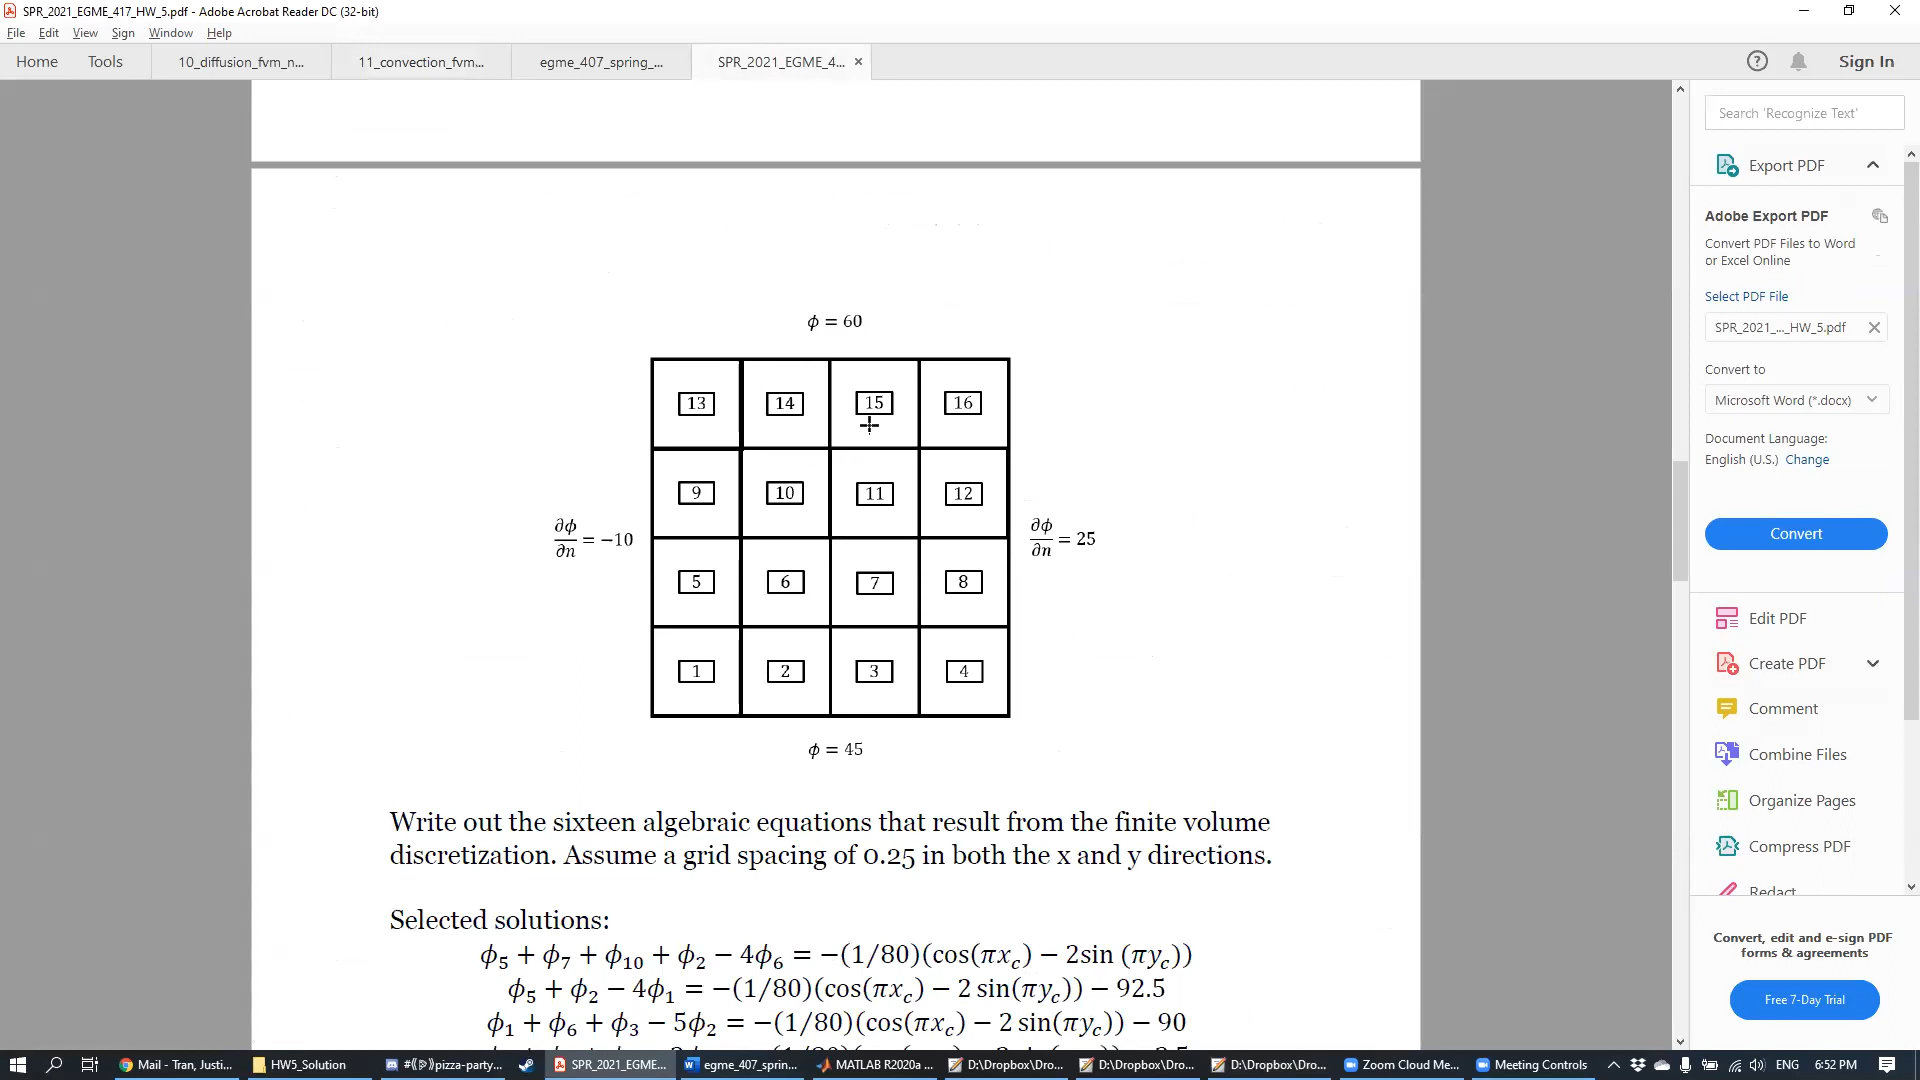 SPR_2021_EGME_417_HW_5.pdf - Adobe Acrobat Reader DC (32-bit)
File Edit View Sign Window Help
Home Tools 10_diffusion_fvm_n... 11_convection_fvm... egme_407_spring_... SPR_2021_EGME_4... Sign In
Search 'Recognize Text'
Export PDF
Adobe Export PDF
Convert PDF Files to Word
or Excel Online
Select PDF File
SPR_2021_..._HW_5.pdf
Convert to
Microsoft Word (*.docx)
Document Language:
English (U.S.) Change
Convert
Edit PDF
Create PDF
Comment
Combine Files
Organize Pages
Compress PDF
Redact
Convert, edit and e-sign PDF
forms & agreements
Free 7-Day Trial
ϕ = 60
13 14 15 16
9 10 11 12
∂ϕ/∂n = −10
∂ϕ/∂n = 25
5 6 7 8
1 2 3 4
ϕ = 45
Write out the sixteen algebraic equations that result from the finite volume
discretization. Assume a grid spacing of 0.25 in both the x and y directions.
Selected solutions:
ϕ₅ + ϕ₇ + ϕ₁₀ + ϕ₂ − 4ϕ₆ = −(1/80)(cos(πx_c) − 2sin (πy_c))
ϕ₅ + ϕ₂ − 4ϕ₁ = −(1/80)(cos(πx_c) − 2 sin(πy_c)) − 92.5
ϕ₁ + ϕ₆ + ϕ₃ − 5ϕ₂ = −(1/80)(cos(πx_c) − 2 sin(πy_c)) − 90
Mail - Tran, Justi... HW5_Solution #((P))pizza-party... SPR_2021_EGME... egme_407_sprin... MATLAB R2020a ... D:\Dropbox\Dro... D:\Dropbox\Dro... D:\Dropbox\Dro... Zoom Cloud Me... Meeting Controls ENG 6:52 PM